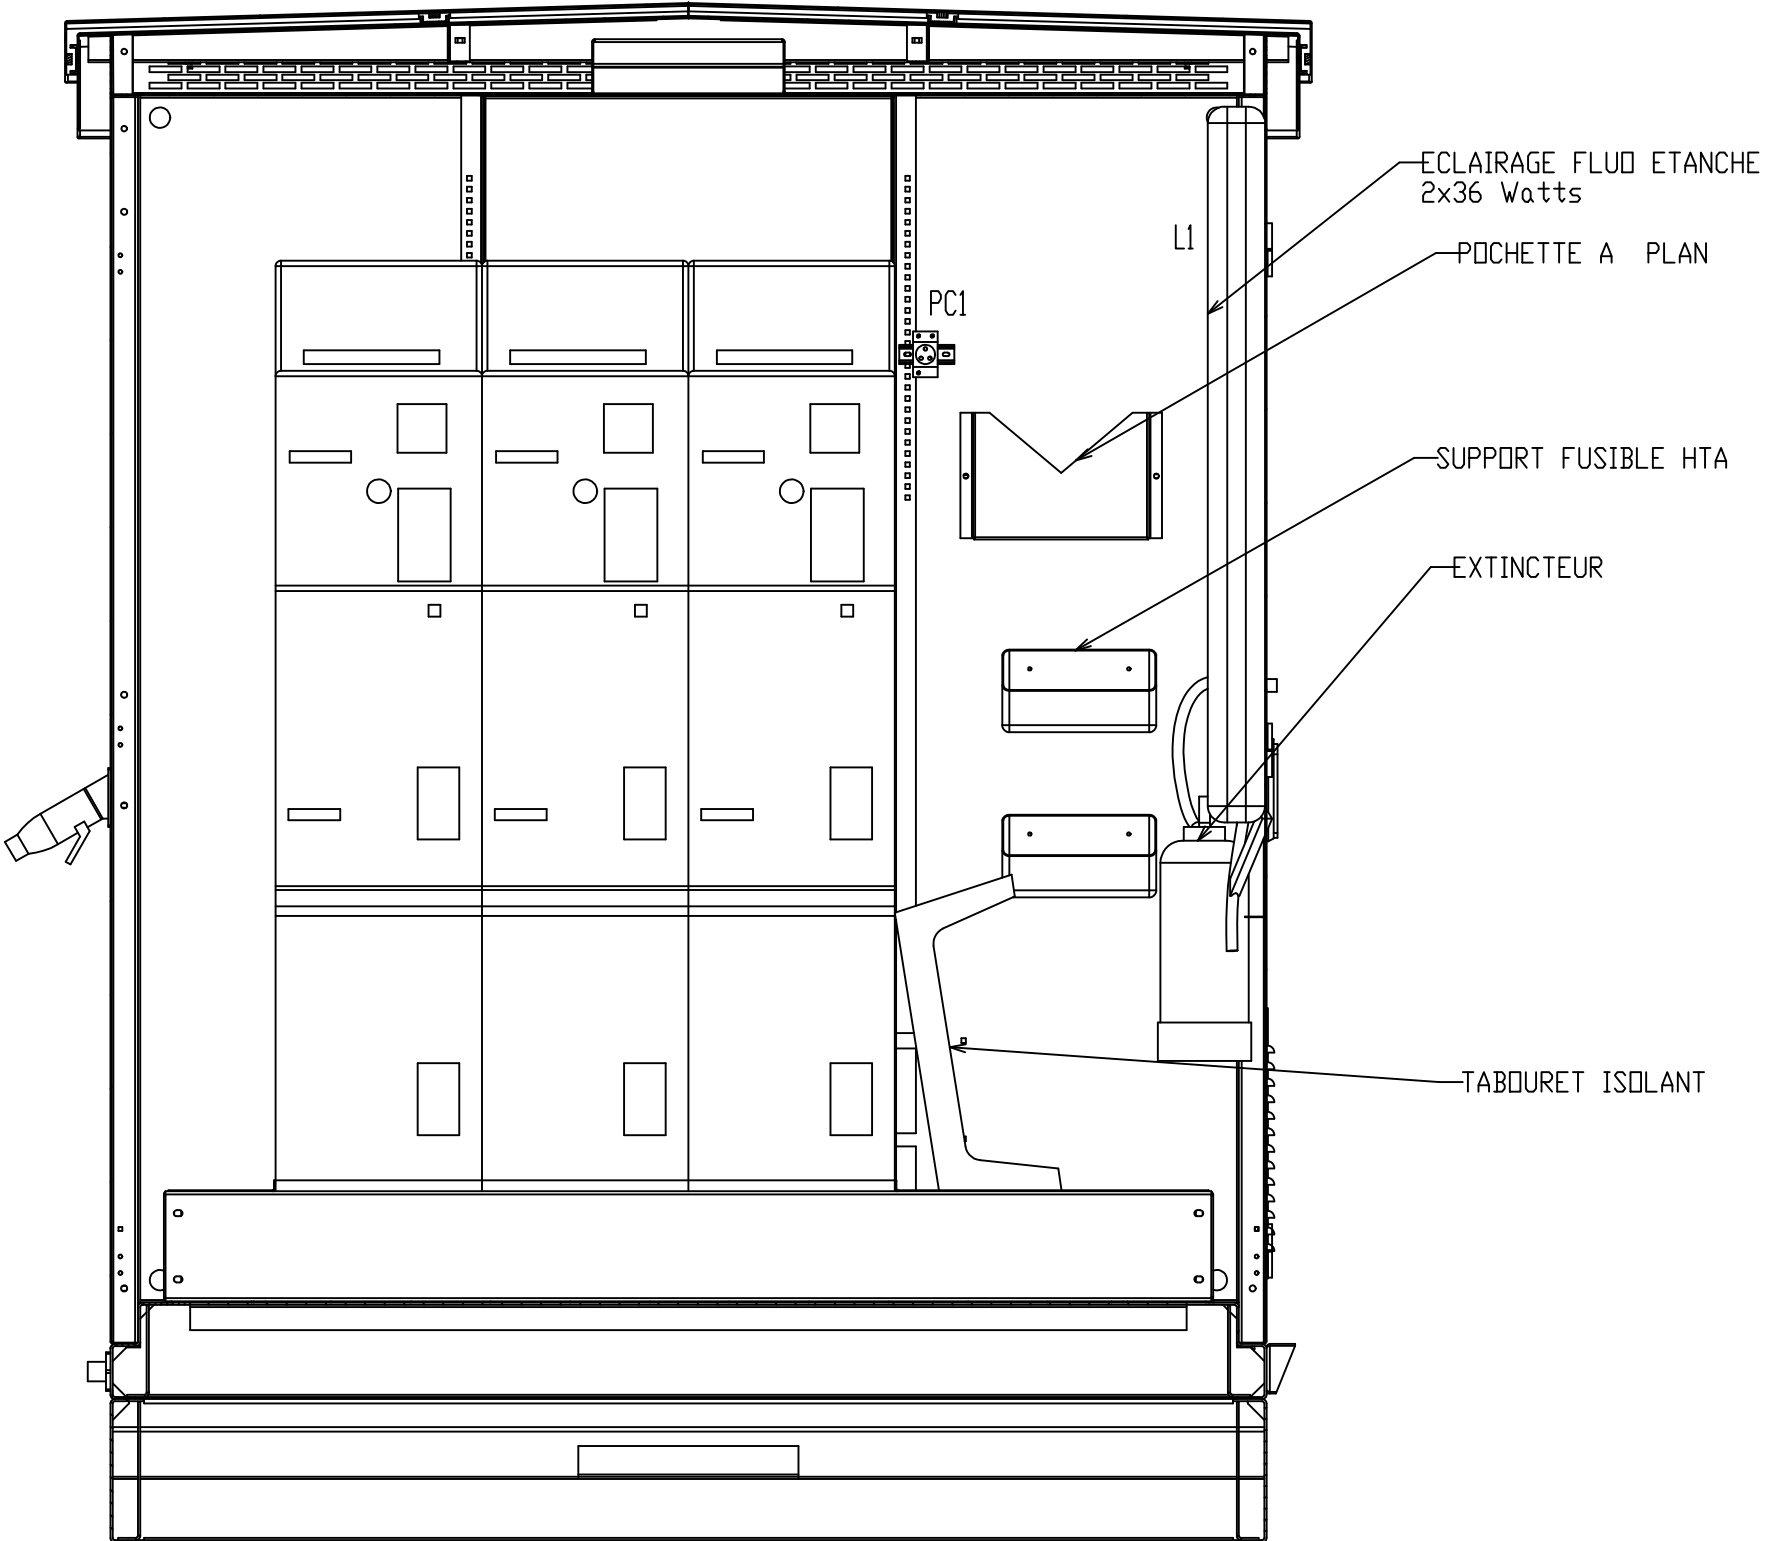 ECLAIRAGE FLUO ETANCHE
2x36 Watts
L1
POCHETTE A PLAN
PC1
SUPPORT FUSIBLE HTA
EXTINCTEUR
TABOURET ISOLANT